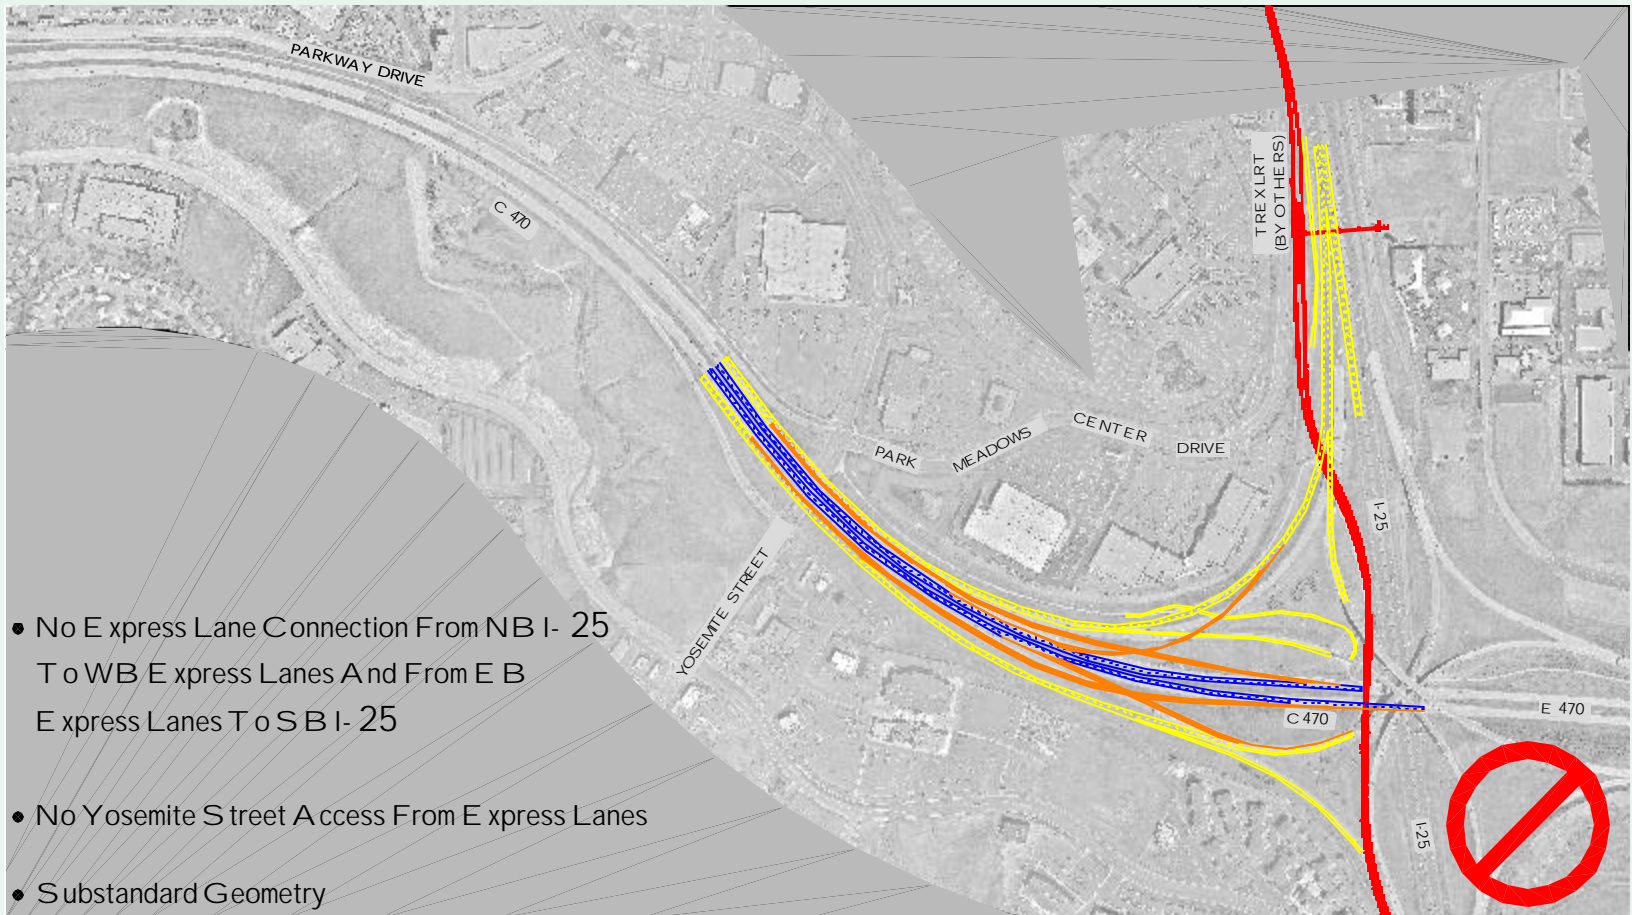 PARKWAY DRIVE
C 470
TREXLRT
(BY OTHERS)
PARK MEADOWS CENTER DRIVE
I-25
YOSEMITE STREET
C 470
E 470
I-25
• No Express Lane Connection From NB I- 25
To WB Express Lanes And From EB
Express Lanes To SB I- 25
• No Yosemite Street Access From Express Lanes
• Substandard Geometry